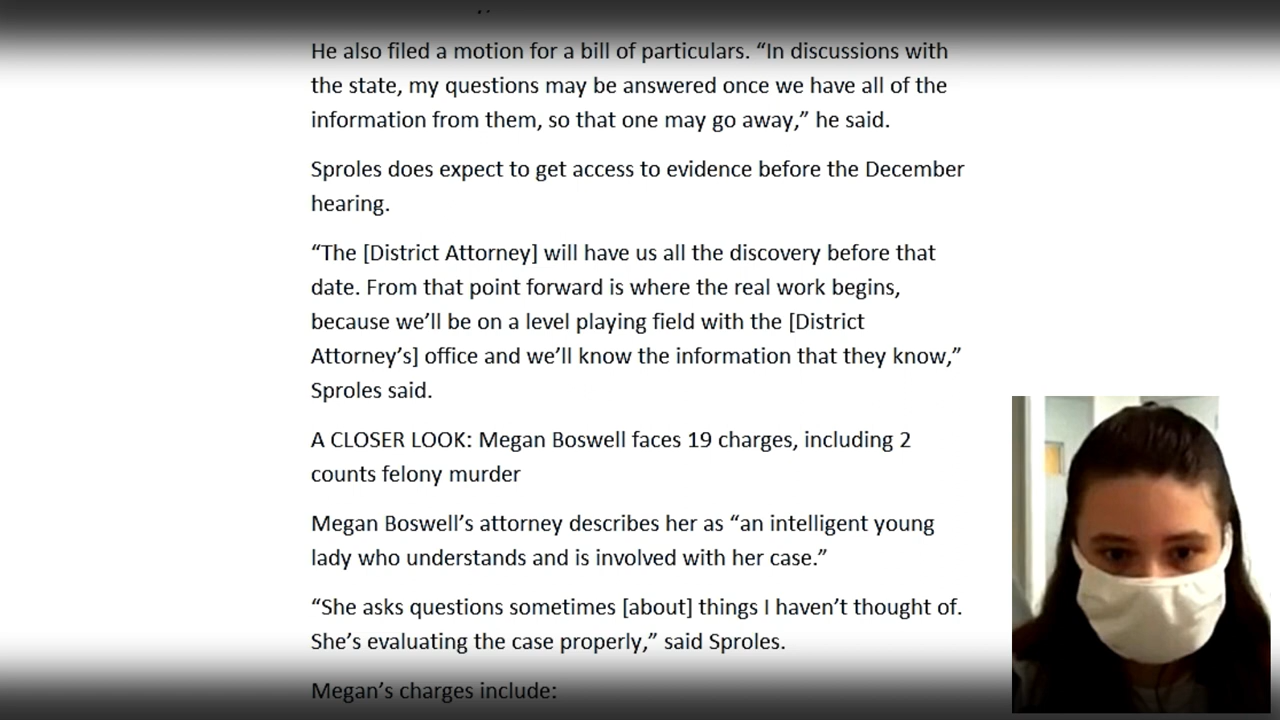 He also filed a motion for a bill of particulars. “In discussions with
the state, my questions may be answered once we have all of the
information from them, so that one may go away,” he said.
Sproles does expect to get access to evidence before the December
hearing.
“The [District Attorney] will have us all the discovery before that
date. From that point forward is where the real work begins,
because we’ll be on a level playing field with the [District
Attorney’s] office and we’ll know the information that they know,”
Sproles said.
A CLOSER LOOK: Megan Boswell faces 19 charges, including 2
counts felony murder
Megan Boswell’s attorney describes her as “an intelligent young
lady who understands and is involved with her case.”
“She asks questions sometimes [about] things I haven’t thought of.
She’s evaluating the case properly,” said Sproles.
Megan’s charges include: